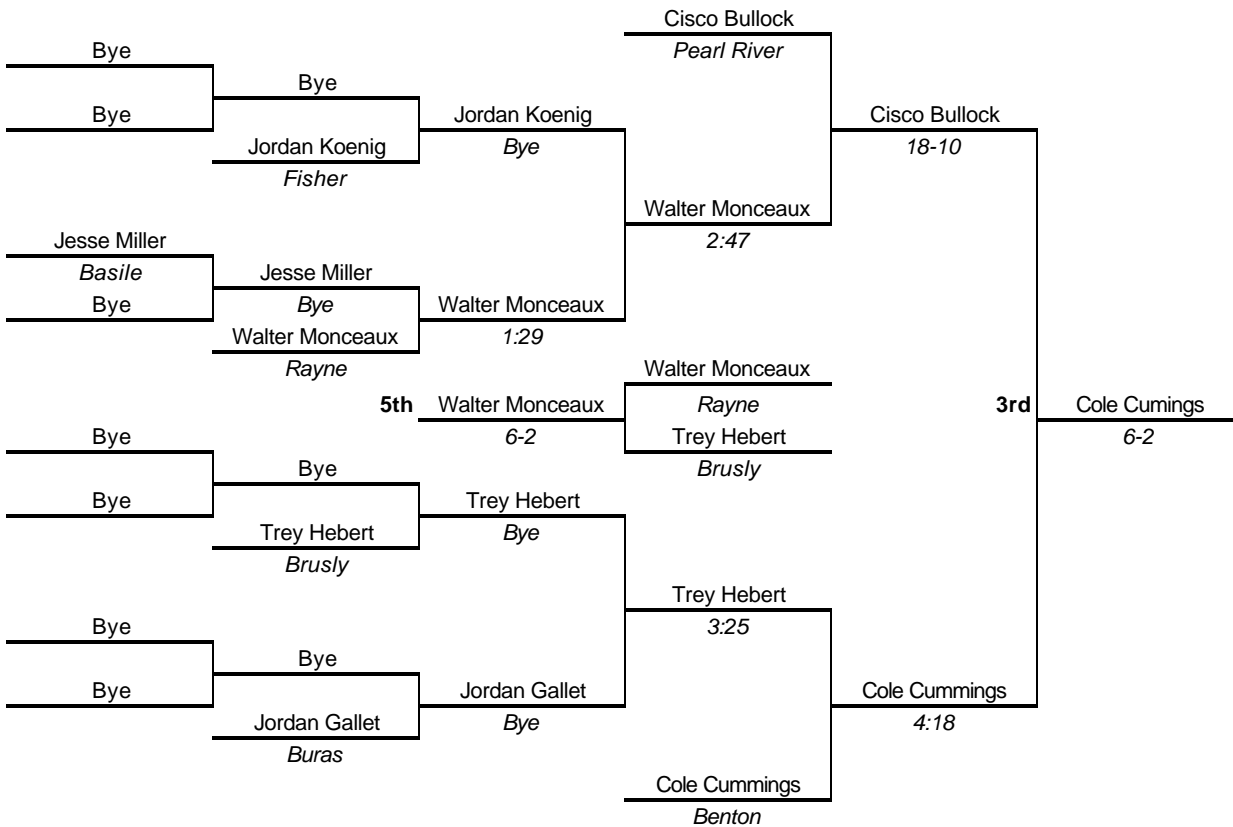 Cisco Bullock
Pearl River
Bye
Bye
Bye
Jordan Koenig
Fisher
Jordan Koenig
Bye
Cisco Bullock
18-10
Walter Monceaux
2:47
Jesse Miller
Basile
Bye
Jesse Miller
Bye
Walter Monceaux
Rayne
Walter Monceaux
1:29
Walter Monceaux
Rayne
5th Walter Monceaux
6-2
Trey Hebert
Brusly
3rd Cole Cumings
6-2
Bye
Bye
Bye
Trey Hebert
Brusly
Trey Hebert
Bye
Trey Hebert
3:25
Bye
Bye
Bye
Jordan Gallet
Buras
Jordan Gallet
Bye
Cole Cummings
4:18
Cole Cummings
Benton